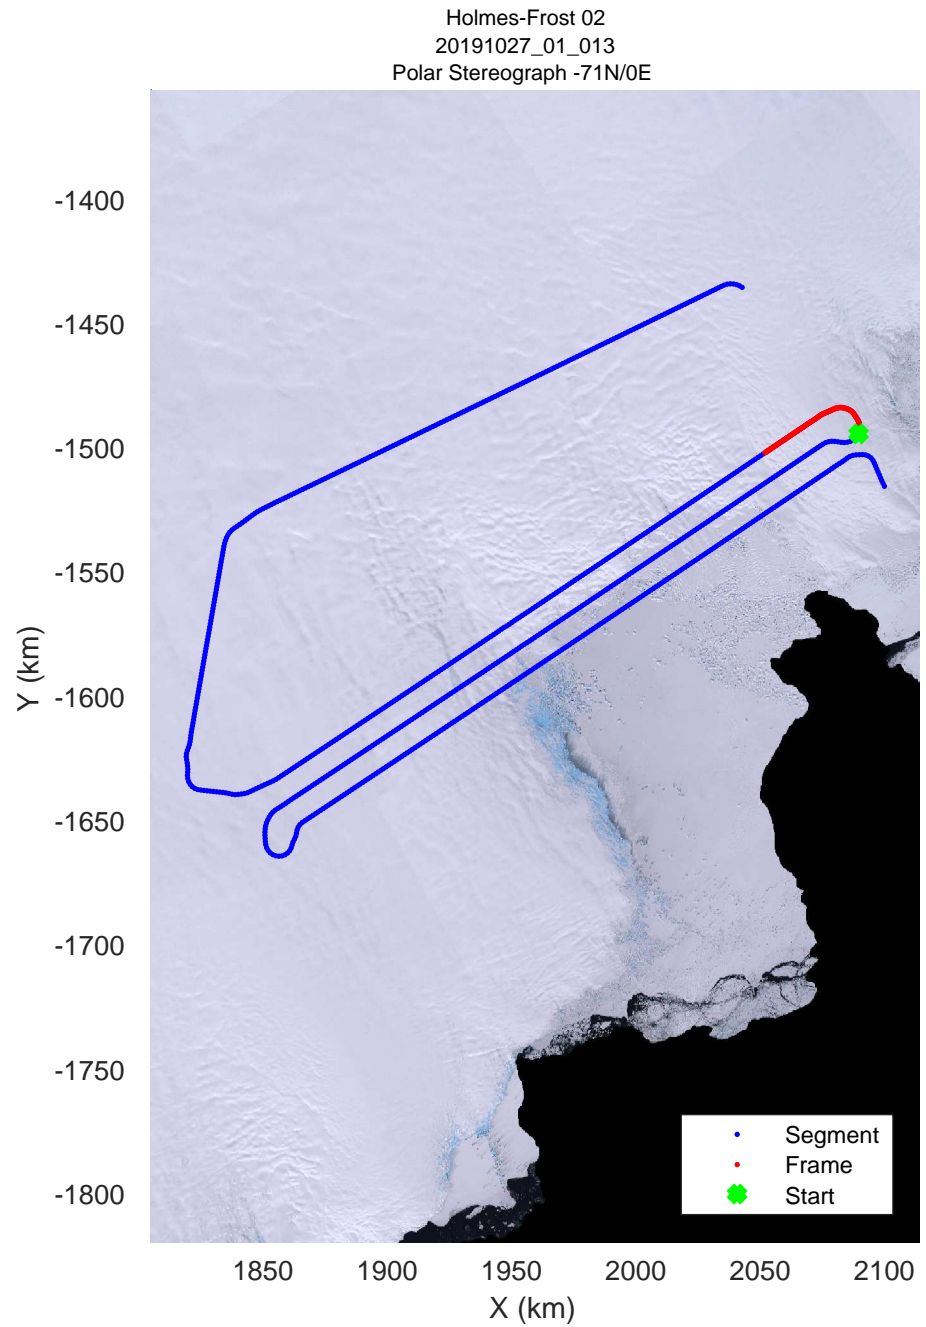 Holmes-Frost 02
20191027_01_013
Polar Stereograph -71N/0E
-1400
-1450
-1500
-1550
-1600
-1650
-1700
-1750
-1800
Y (km)
1850 1900 1950 2000 2050 2100
X (km)
Segment
Frame
Start